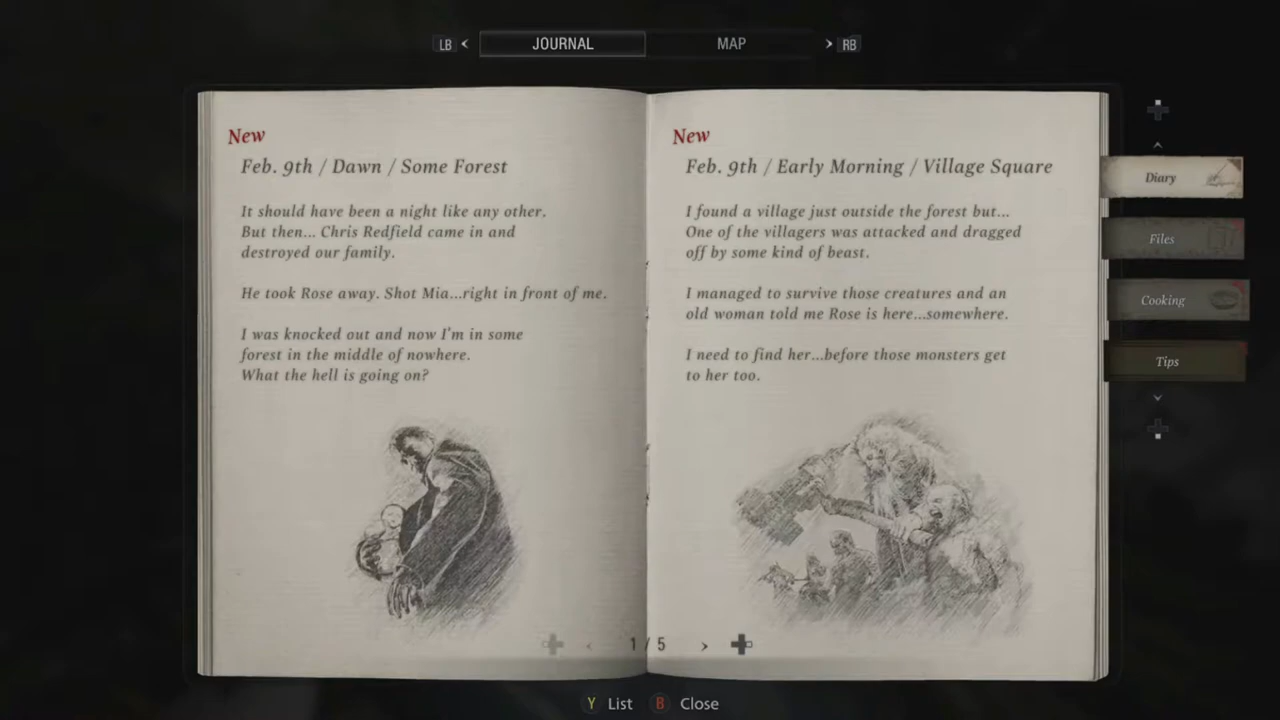 LB < JOURNAL MAP > RB
New
Feb. 9th / Dawn / Some Forest
It should have been a night like any other.
But then... Chris Redfield came in and
destroyed our family.
He took Rose away. Shot Mia...right in front of me.
I was knocked out and now I'm in some
forest in the middle of nowhere.
What the hell is going on?
New
Feb. 9th / Early Morning / Village Square
I found a village just outside the forest but...
One of the villagers was attacked and dragged
off by some kind of beast.
I managed to survive those creatures and an
old woman told me Rose is here...somewhere.
I need to find her...before those monsters get
to her too.
Diary
Files
Cooking
Tips
< 1 / 5 >
Y List B Close